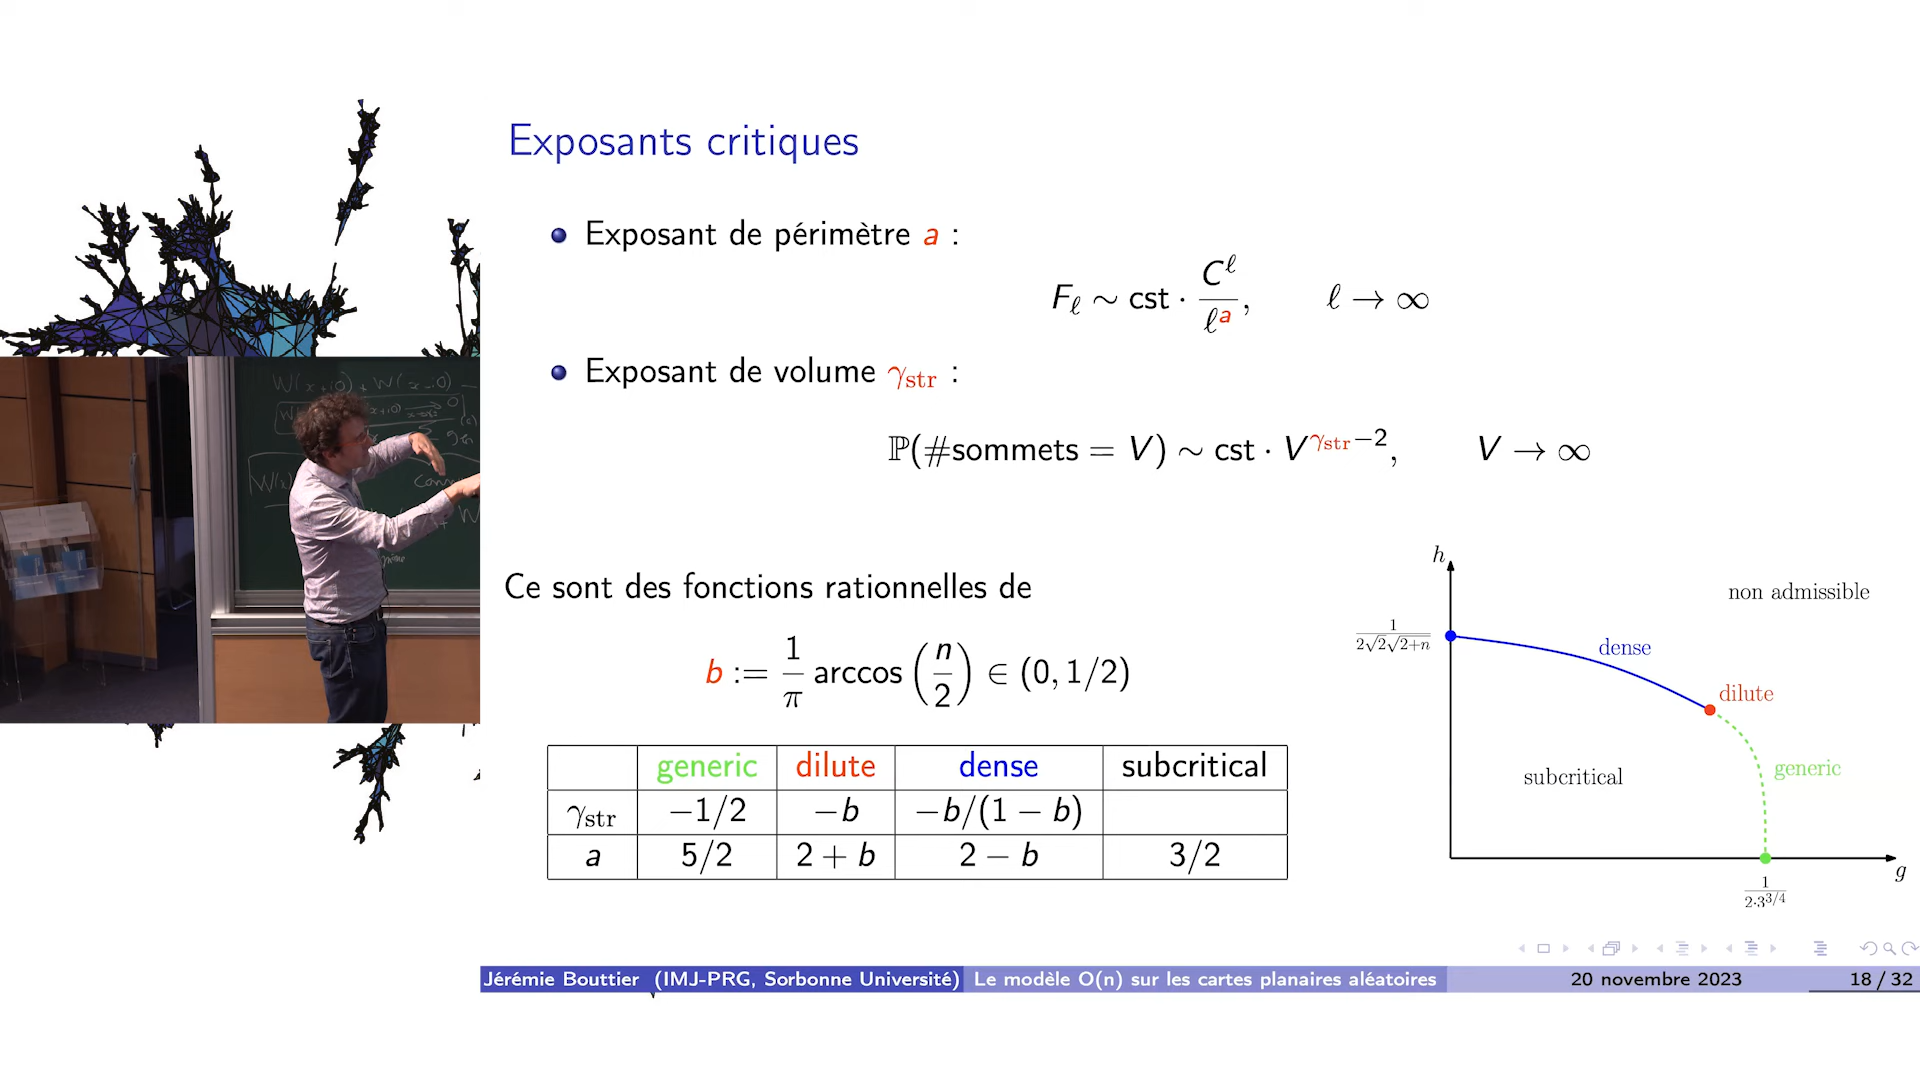 Exposants critiques
Exposant de périmètre a :
F_ℓ ∼ cst · C^ℓ / ℓ^a, ℓ → ∞
Exposant de volume γ_str :
ℙ(#sommets = V) ∼ cst · V^{γ_str−2}, V → ∞
Ce sont des fonctions rationnelles de
b := 1/π arccos (n/2) ∈ (0, 1/2)
generic dilute dense subcritical
γ_str −1/2 −b −b/(1 − b)
a 5/2 2 + b 2 − b 3/2
h
non admissible
1/(2√2√(2+n))
dense
dilute
generic
subcritical
g
1/(2·3^{3/4})
W(x+i0) + W(x−i0)
Jérémie Bouttier (IMJ-PRG, Sorbonne Université) Le modèle O(n) sur les cartes planaires aléatoires 20 novembre 2023 18 / 32